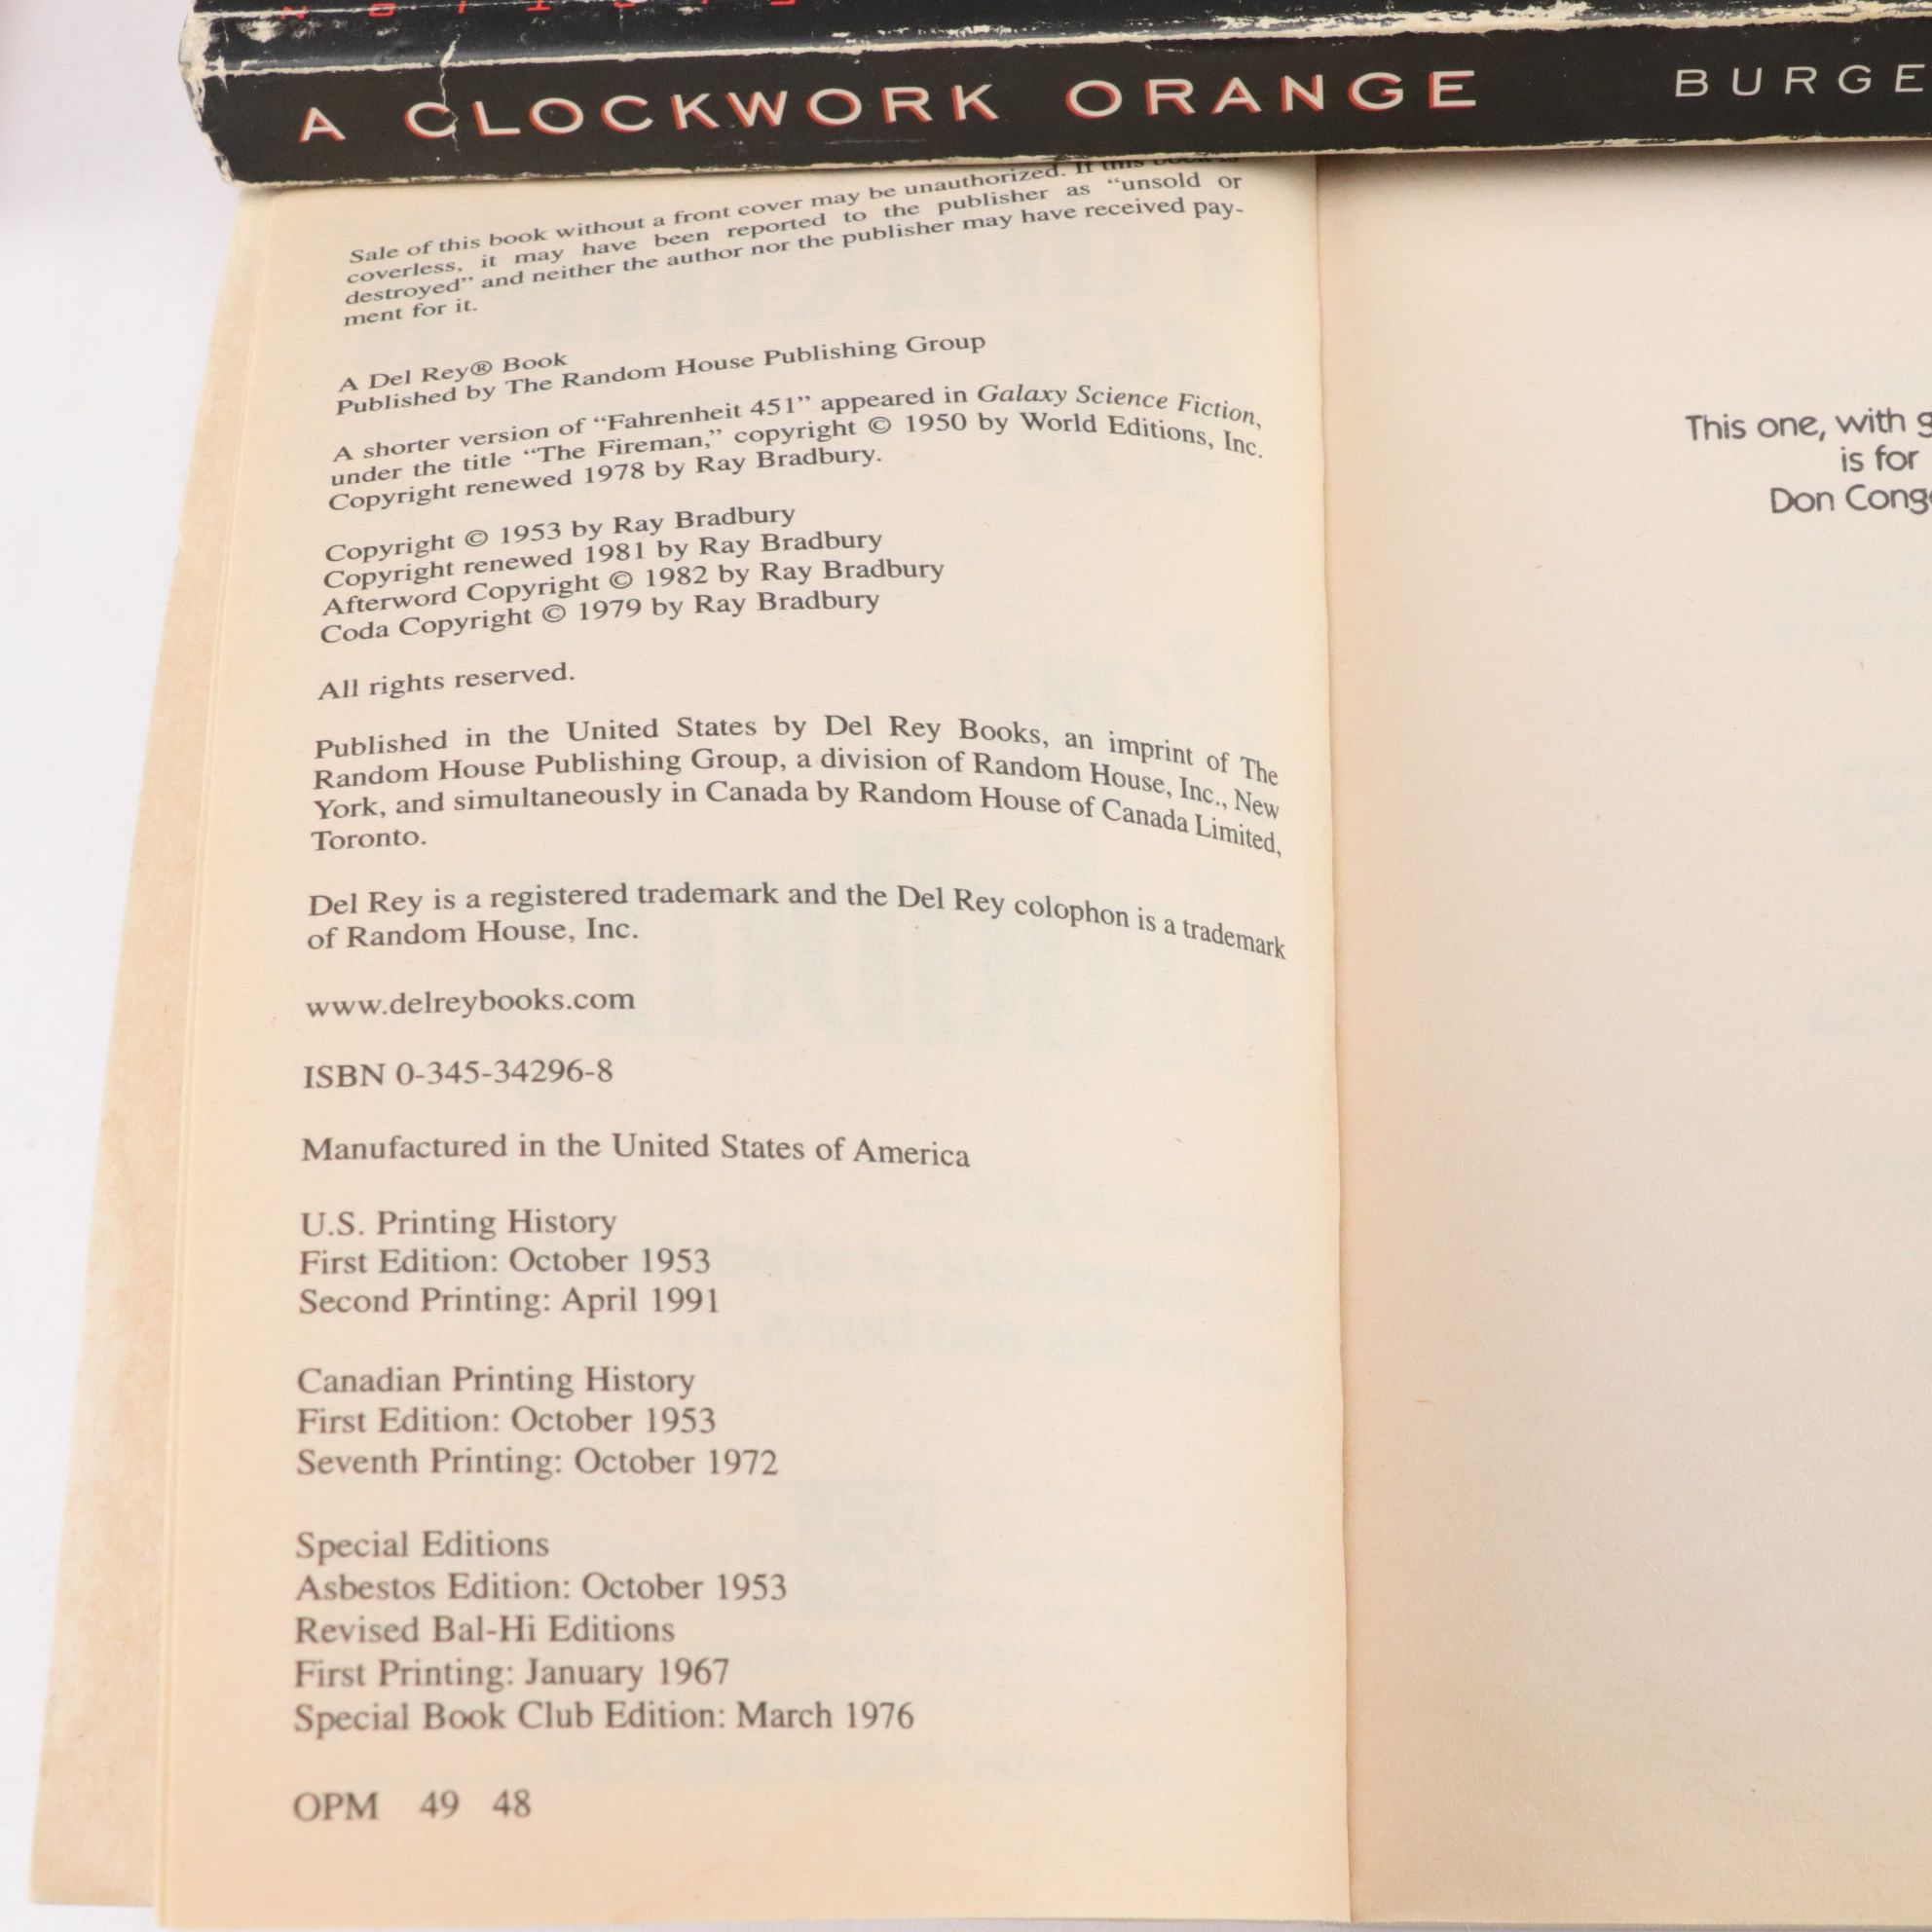 A CLOCKWORK ORANGE BURGE
Sale of this book without a front cover may be unauthorized. If this book is
coverless, it may have been reported to the publisher as “unsold or
destroyed” and neither the author nor the publisher may have received pay-
ment for it.
A Del Rey® Book
Published by The Random House Publishing Group
A shorter version of “Fahrenheit 451” appeared in Galaxy Science Fiction,
under the title “The Fireman,” copyright © 1950 by World Editions, Inc.
Copyright renewed 1978 by Ray Bradbury.
Copyright © 1953 by Ray Bradbury
Copyright renewed 1981 by Ray Bradbury
Afterword Copyright © 1982 by Ray Bradbury
Coda Copyright © 1979 by Ray Bradbury
All rights reserved.
Published in the United States by Del Rey Books, an imprint of The
Random House Publishing Group, a division of Random House, Inc., New
York, and simultaneously in Canada by Random House of Canada Limited,
Toronto.
Del Rey is a registered trademark and the Del Rey colophon is a trademark
of Random House, Inc.
www.delreybooks.com
ISBN 0-345-34296-8
Manufactured in the United States of America
U.S. Printing History
First Edition: October 1953
Second Printing: April 1991
Canadian Printing History
First Edition: October 1953
Seventh Printing: October 1972
Special Editions
Asbestos Edition: October 1953
Revised Bal-Hi Editions
First Printing: January 1967
Special Book Club Edition: March 1976
OPM 49 48
This one, with g
is for
Don Cong